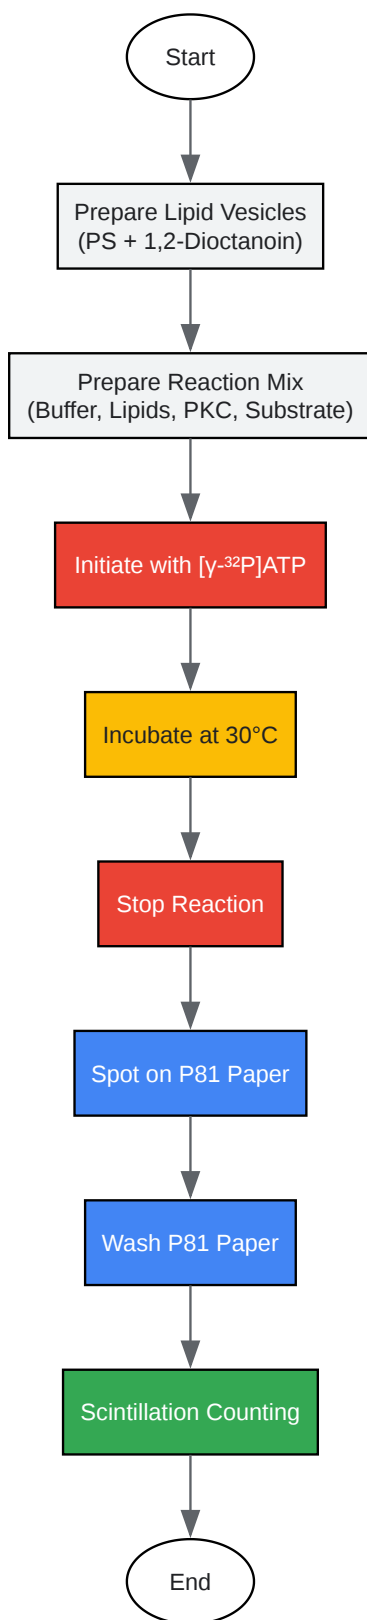 Start
Prepare Lipid Vesicles
(PS + 1,2-Dioctanoin)
Prepare Reaction Mix
(Buffer, Lipids, PKC, Substrate)
Initiate with [γ-³²P]ATP
Incubate at 30°C
Stop Reaction
Spot on P81 Paper
Wash P81 Paper
Scintillation Counting
End